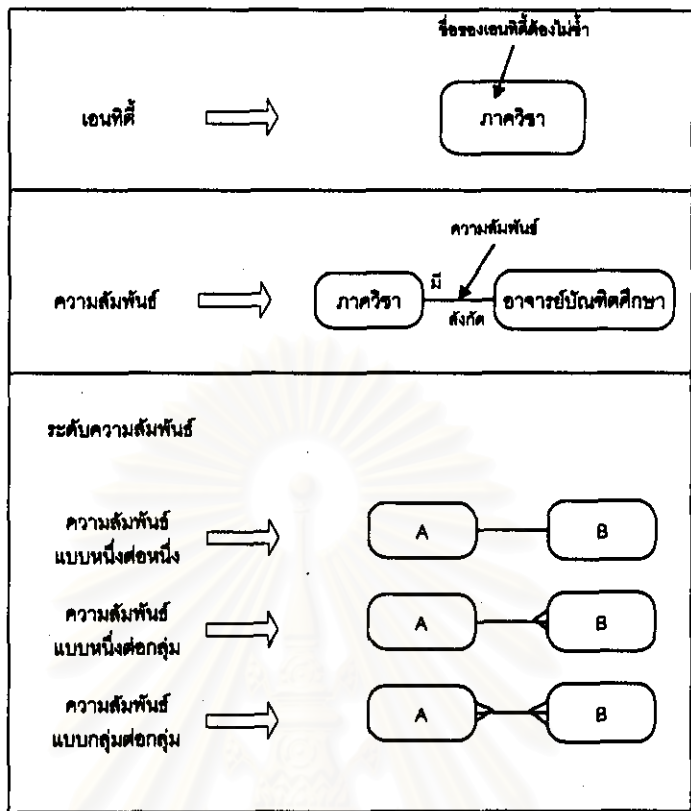 ชื่อของเอนทิตี้ต้องไม่ซ้ำ
เอนทิตี้
ภาควิชา
ความสัมพันธ์
ความสัมพันธ์
ภาควิชา
มี
สังกัด
อาจารย์บัณฑิตศึกษา
ระดับความสัมพันธ์
ความสัมพันธ์
แบบหนึ่งต่อหนึ่ง
A
B
ความสัมพันธ์
แบบหนึ่งต่อกลุ่ม
A
B
ความสัมพันธ์
แบบกลุ่มต่อกลุ่ม
A
B